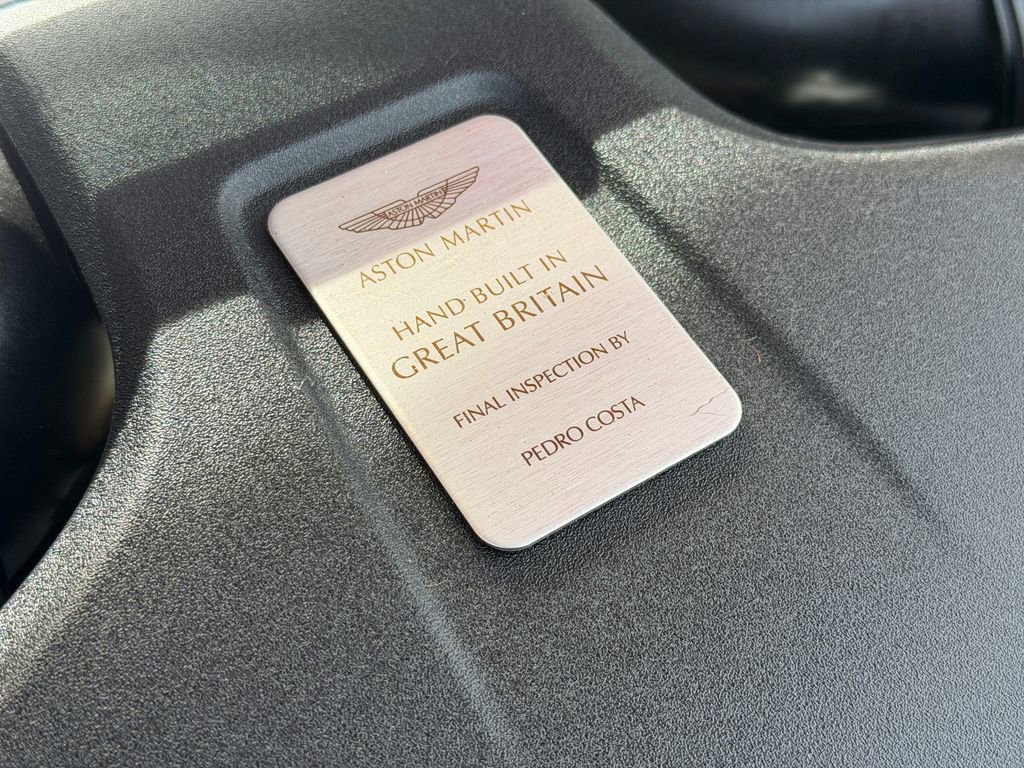 ASTON MARTIN
ASTON MARTIN
HAND BUILT IN
GREAT BRITAIN
FINAL INSPECTION BY
PEDRO COSTA